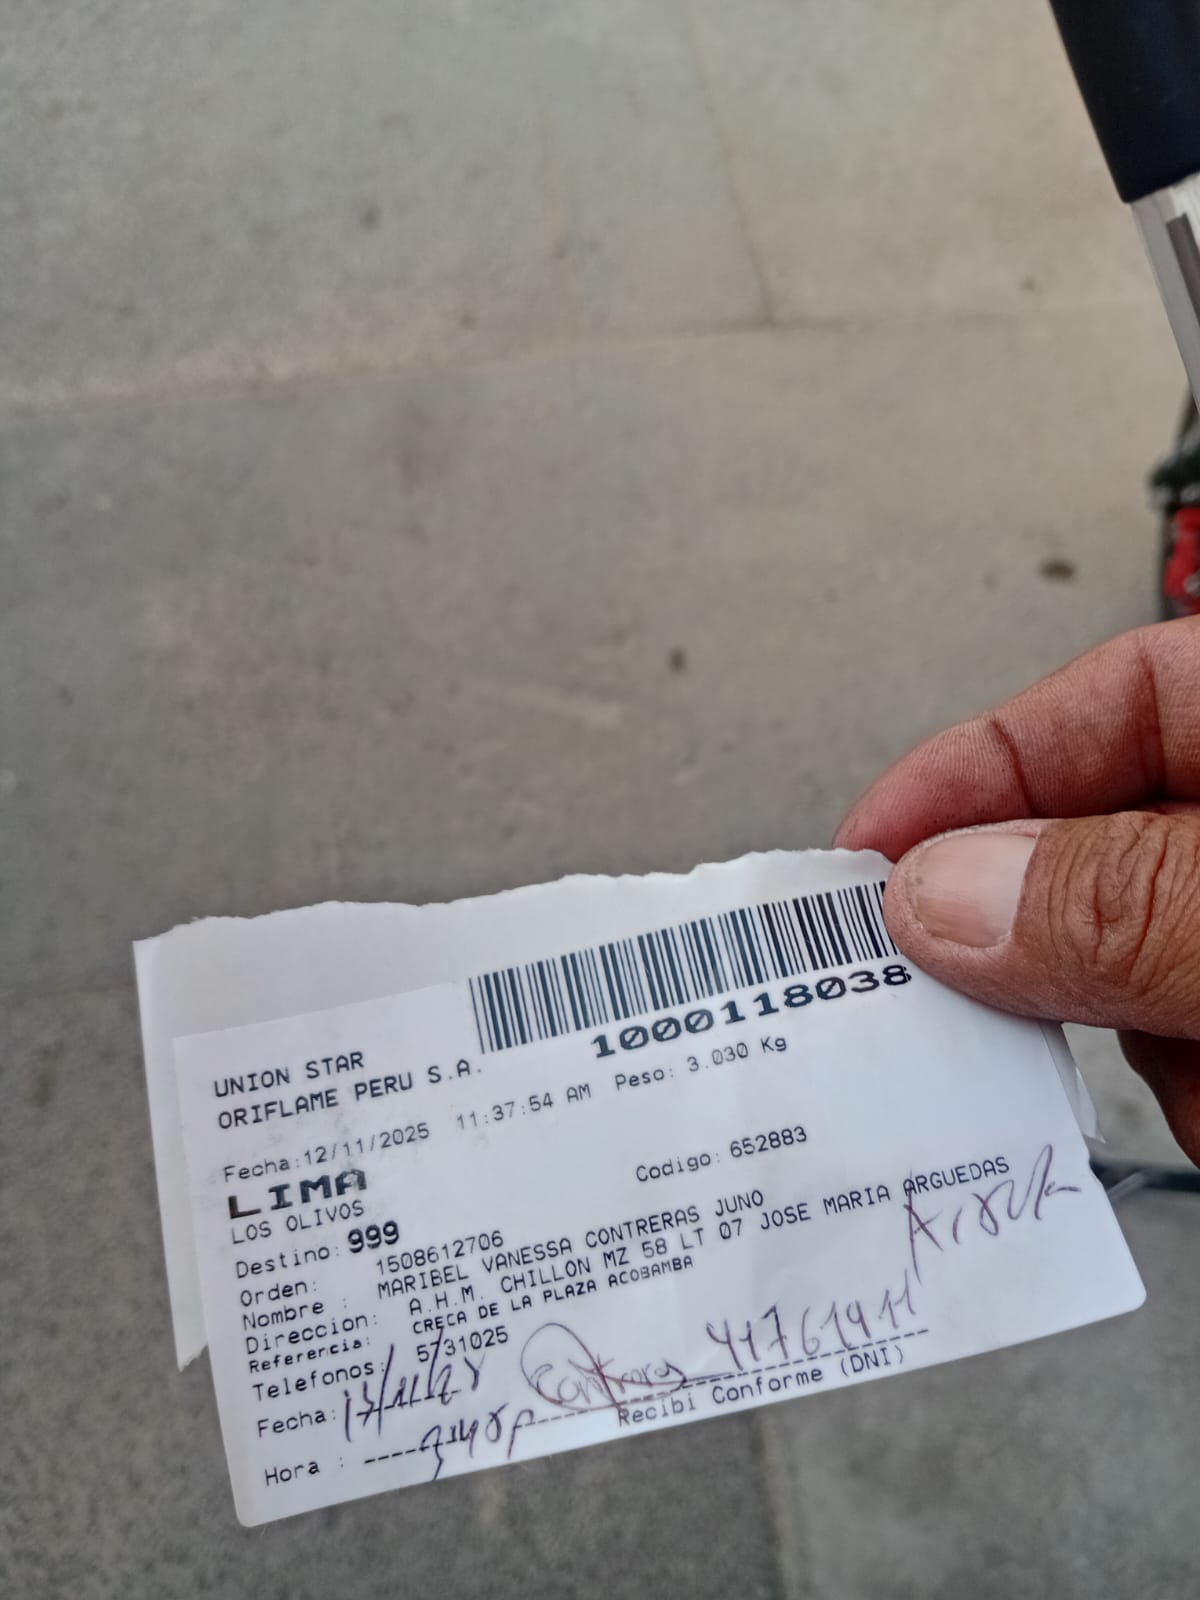 1000118038
UNION STAR
ORIFLAME PERU S.A.
Fecha:12/11/2025 11:37:54 AM Peso: 3.030 Kg
LIMA
LOS OLIVOS
Codigo: 652883
Destino: 999
Orden: 1508612706
Nombre : MARIBEL VANESSA CONTRERAS JUNO
Direccion: A.H.M. CHILLON MZ 58 LT 07 JOSE MARIA ARGUEDAS
Referencia: CRECA DE LA PLAZA ACOBAMBA
Telefonos: 5731025
Fecha:
Contreras 41761911
Recibi Conforme (DNI)
Hora :